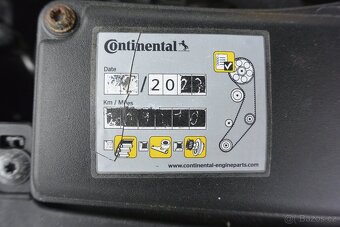 Continental
Date
/20
Km / Miles
www.continental-engineparts.com